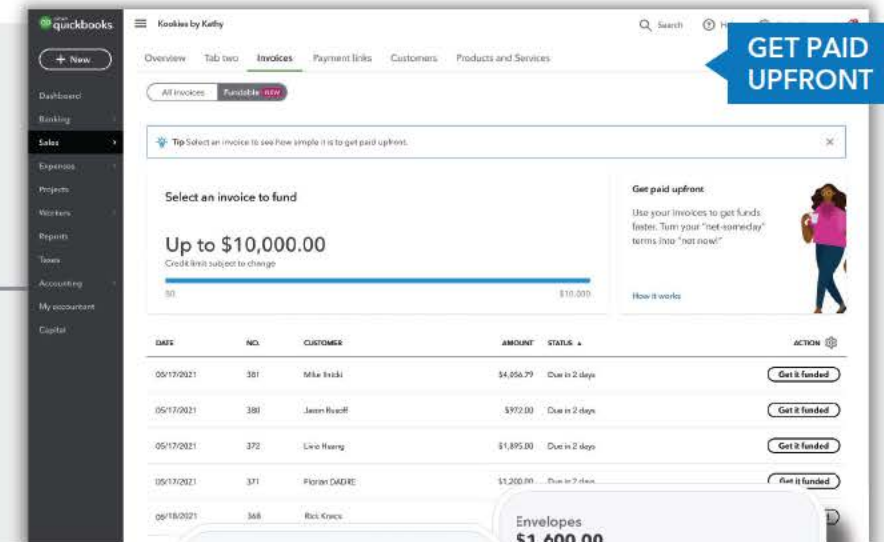 quickbooks
Kookies by Kathy
Search
GET PAID
UPFRONT
+ New
Overview Tab two Invoices Payment links Customers Products and Services
All invoices Fundable NEW
Dashboard
Banking
Sales
Expenses
Projects
Workers
Reports
Taxes
Accounting
My accountant
Capital
Tip Select an invoice to see how simple it is to get paid upfront.
Select an invoice to fund
Up to $10,000.00
Credit limit subject to change
$0 $10,000
Get paid upfront
Use your invoices to get funds
faster. Turn your "net-someday"
terms into "net now!"
How it works
DATE NO. CUSTOMER AMOUNT STATUS ACTION
05/17/2021 381 Mike $4,056.79 Due in 2 days Get it funded
05/17/2021 380 Jason $972.00 Due in 2 days Get it funded
05/17/2021 372 Livia Huang $1,895.00 Due in 2 days Get it funded
05/17/2021 371 Florian DADRE $1,200.00 Due in 2 days Get it funded
05/18/2021 368 Rick
Envelopes
$1,600.00